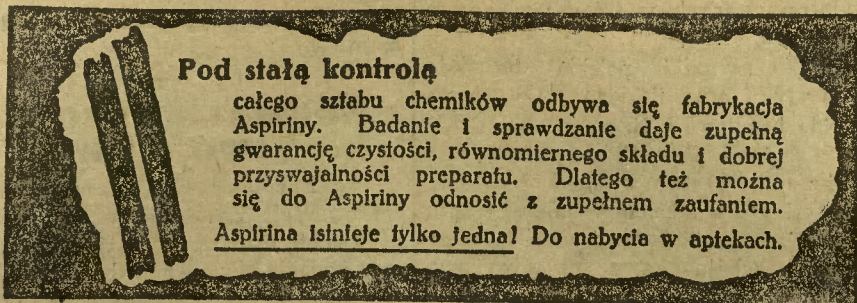 Pod stałą kontrolą
całego sztabu chemików odbywa się fabrykacja
Aspiriny. Badanie i sprawdzanie daje zupełną
gwarancję czystości, równomiernego składu i dobrej
przyswajalności preparatu. Dlatego też można
się do Aspiriny odnosić z zupełnem zaufaniem.
Aspirina istnieje tylko jedna! Do nabycia w aptekach.